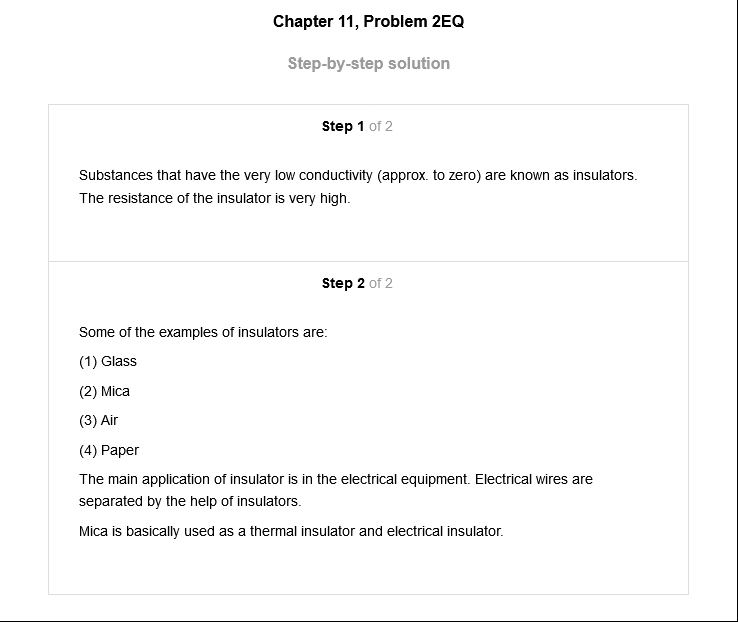 Chapter 11, Problem 2EQ
Step-by-step solution
Step 1 of 2
Substances that have the very low conductivity (approx. to zero) are known as insulators.
The resistance of the insulator is very high.
Step 2 of 2
Some of the examples of insulators are:
(1) Glass
(2) Mica
(3) Air
(4) Paper
The main application of insulator is in the electrical equipment. Electrical wires are
separated by the help of insulators.
Mica is basically used as a thermal insulator and electrical insulator.